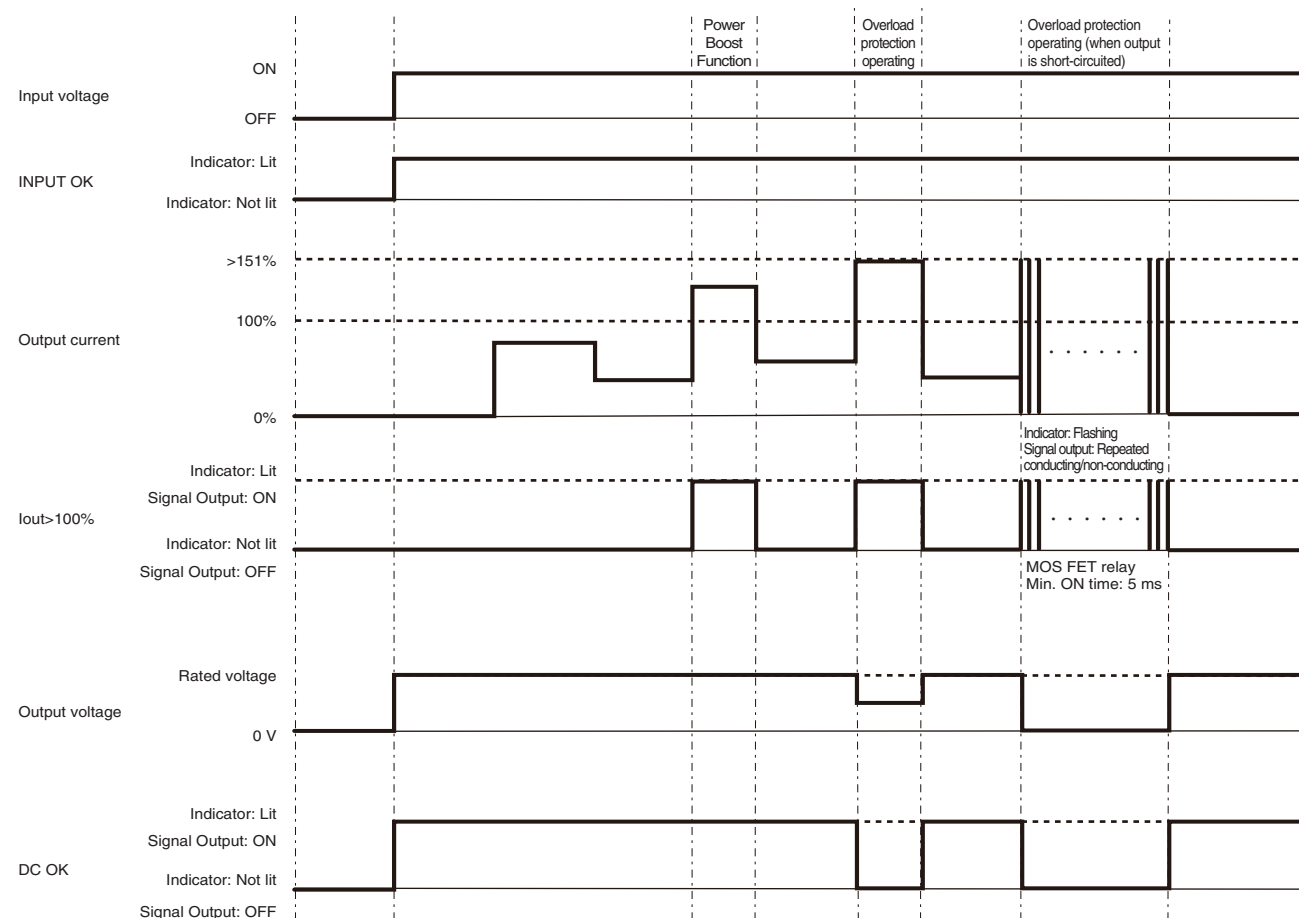 Power
Boost
Function
Overload
protection
operating
Overload protection
operating (when output
is short-circuited)
Input voltage
ON
OFF
INPUT OK
Indicator: Lit
Indicator: Not lit
Output current
>151%
100%
0%
Indicator: Flashing
Signal output: Repeated
conducting/non-conducting
Iout>100%
Indicator: Lit
Signal Output: ON
Indicator: Not lit
Signal Output: OFF
MOS FET relay
Min. ON time: 5 ms
Output voltage
Rated voltage
0 V
DC OK
Indicator: Lit
Signal Output: ON
Indicator: Not lit
Signal Output: OFF